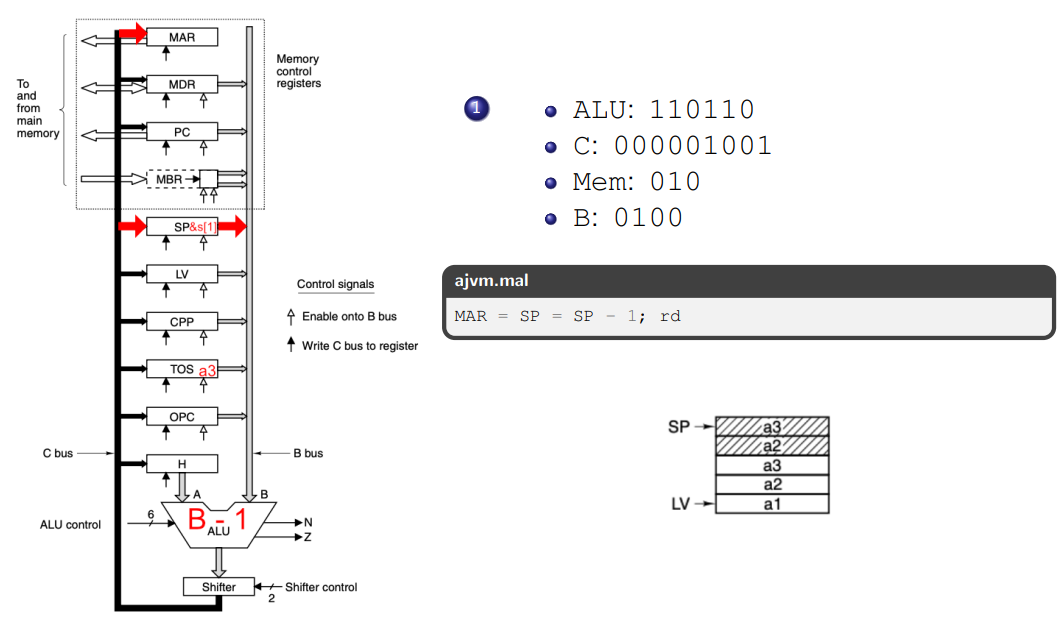 MAR
MDR
PC
MBR
To
and
from
main
memory
Memory
control
registers
SP&s[1]
LV
CPP
TOS a3
OPC
H
Control signals
Enable onto B bus
Write C bus to register
C bus
B bus
A
B
B - 1
ALU
6
ALU control
N
Z
Shifter
Shifter control
2
1
ALU: 110110
C: 000001001
Mem: 010
B: 0100
ajvm.mal
MAR = SP = SP - 1; rd
SP
a3
a2
a3
a2
LV
a1